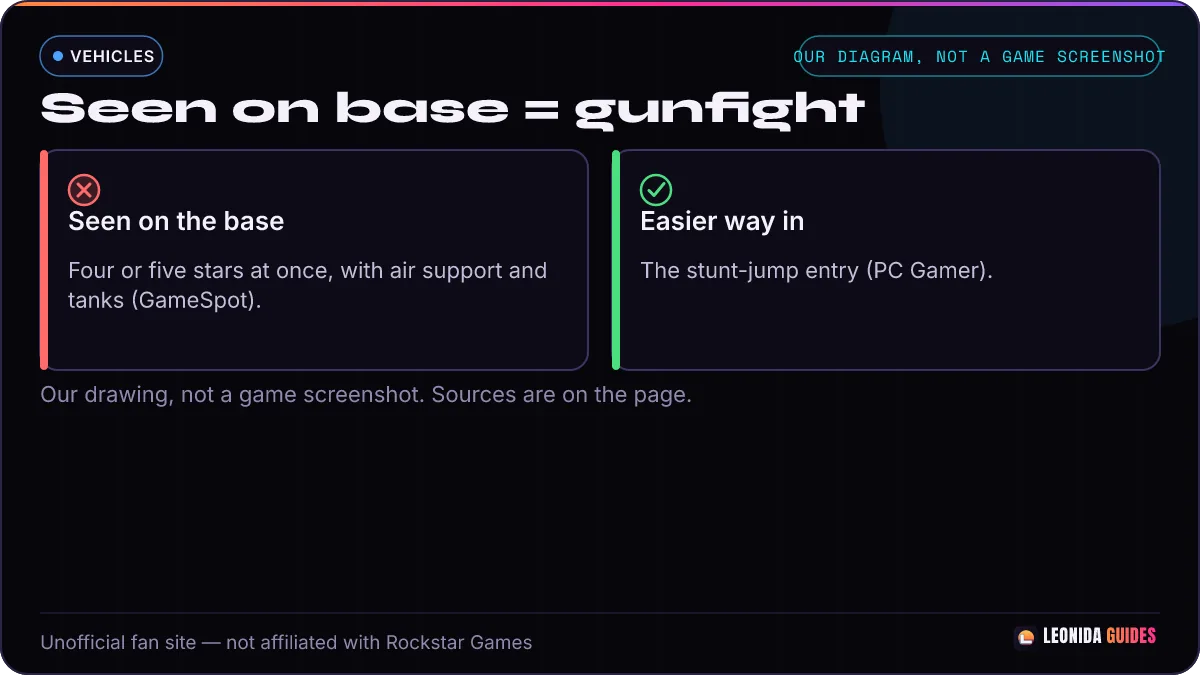 VEHICLES
OUR DIAGRAM, NOT A GAME SCREENSHOT
Seen on base = gunfight
Seen on the base
Four or five stars at once, with air support and
tanks (GameSpot).
Easier way in
The stunt-jump entry (PC Gamer).
Our drawing, not a game screenshot. Sources are on the page.
Unofficial fan site — not affiliated with Rockstar Games
LEONIDA GUIDES